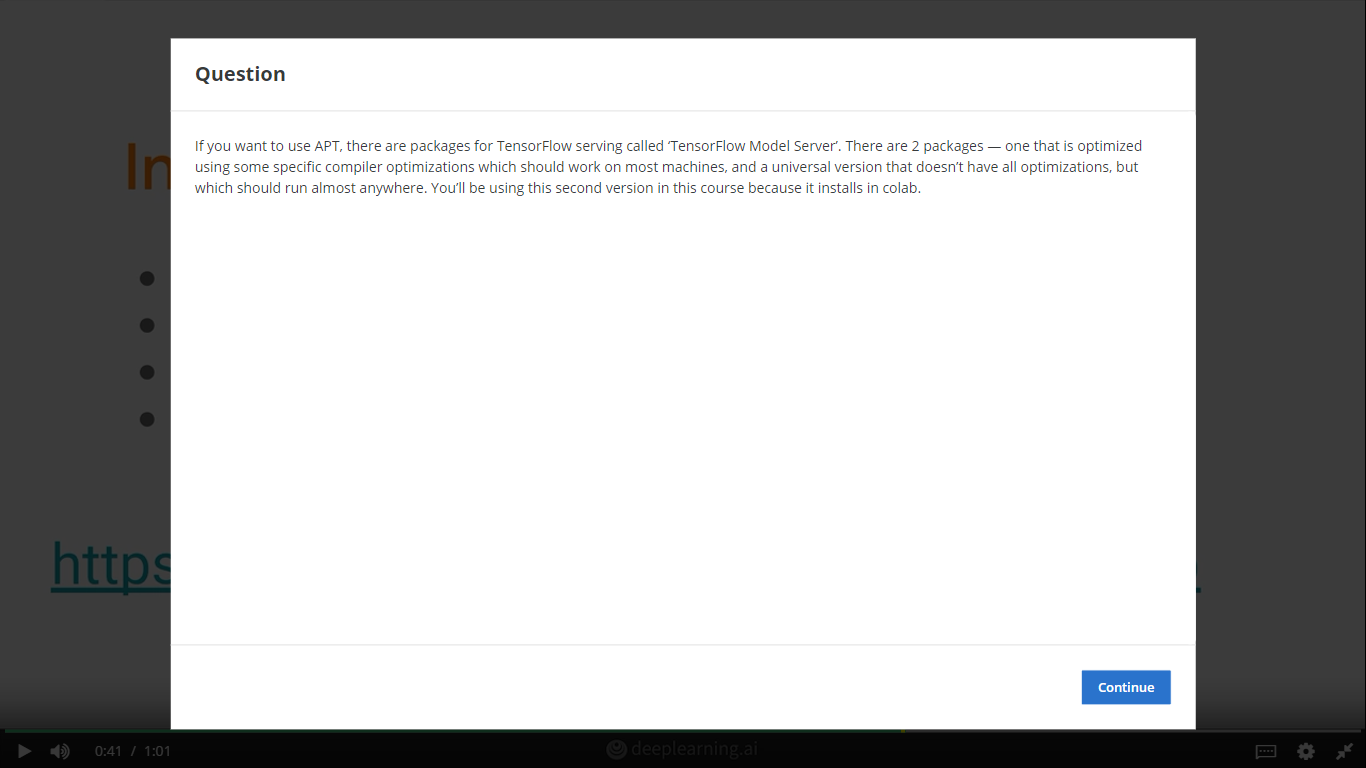 Question
If you want to use APT, there are packages for TensorFlow serving called ‘TensorFlow Model Server’. There are 2 packages — one that is optimized
using some specific compiler optimizations which should work on most machines, and a universal version that doesn’t have all optimizations, but
which should run almost anywhere. You’ll be using this second version in this course because it installs in colab.
In
https
Continue
0:41 / 1:01
deeplearning.ai